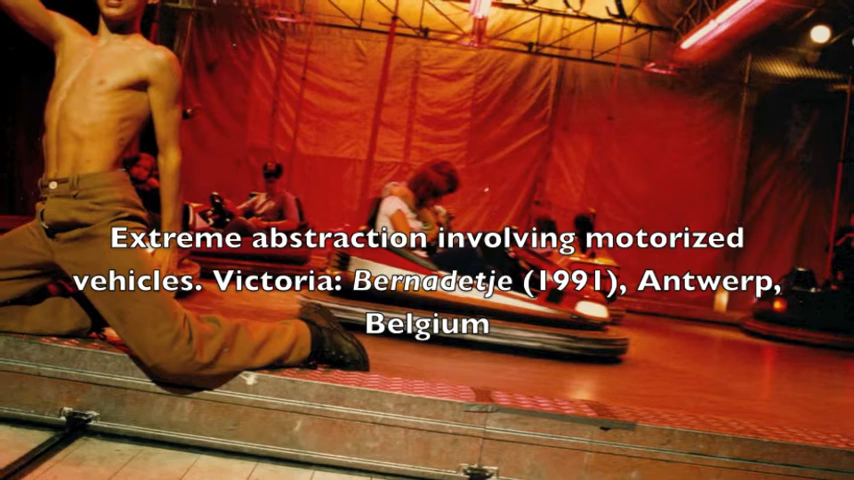 Extreme abstraction involving motorized
vehicles. Victoria: Bernadetje (1991), Antwerp,
Belgium